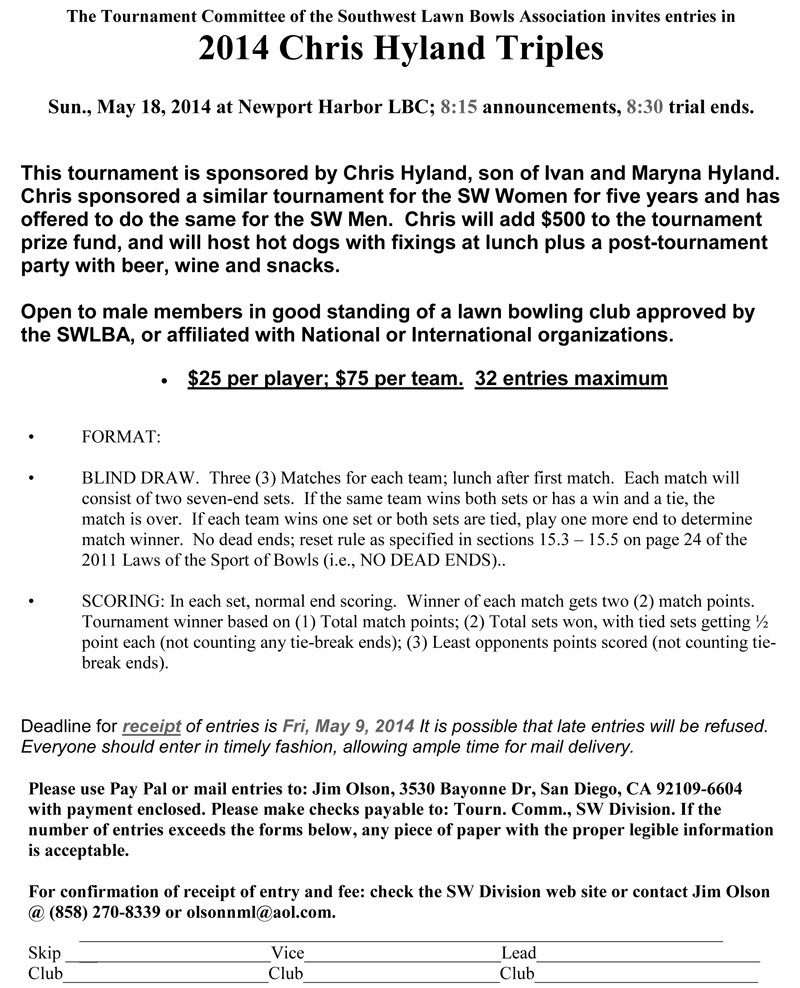 The Tournament Committee of the Southwest Lawn Bowls Association invites entries in
2014 Chris Hyland Triples
Sun., May 18, 2014 at Newport Harbor LBC; 8:15 announcements, 8:30 trial ends.
This tournament is sponsored by Chris Hyland, son of Ivan and Maryna Hyland.
Chris sponsored a similar tournament for the SW Women for five years and has
offered to do the same for the SW Men.  Chris will add $500 to the tournament
prize fund, and will host hot dogs with fixings at lunch plus a post-tournament
party with beer, wine and snacks.
Open to male members in good standing of a lawn bowling club approved by
the SWLBA, or affiliated with National or International organizations.
• $25 per player; $75 per team.  32 entries maximum
• FORMAT:
• BLIND DRAW.  Three (3) Matches for each team; lunch after first match.  Each match will
consist of two seven-end sets.  If the same team wins both sets or has a win and a tie, the
match is over.  If each team wins one set or both sets are tied, play one more end to determine
match winner.  No dead ends; reset rule as specified in sections 15.3 – 15.5 on page 24 of the
2011 Laws of the Sport of Bowls (i.e., NO DEAD ENDS)..
• SCORING: In each set, normal end scoring.  Winner of each match gets two (2) match points.
Tournament winner based on (1) Total match points; (2) Total sets won, with tied sets getting ½
point each (not counting any tie-break ends); (3) Least opponents points scored (not counting tie-
break ends).
Deadline for receipt of entries is Fri, May 9, 2014 It is possible that late entries will be refused.
Everyone should enter in timely fashion, allowing ample time for mail delivery.
Please use Pay Pal or mail entries to: Jim Olson, 3530 Bayonne Dr, San Diego, CA 92109-6604
with payment enclosed. Please make checks payable to: Tourn. Comm., SW Division. If the
number of entries exceeds the forms below, any piece of paper with the proper legible information
is acceptable.
For confirmation of receipt of entry and fee: check the SW Division web site or contact Jim Olson
@ (858) 270-8339 or olsonnml@aol.com.
Skip ______________________Vice____________________Lead_______________________
Club_____________________Club____________________Club_______________________